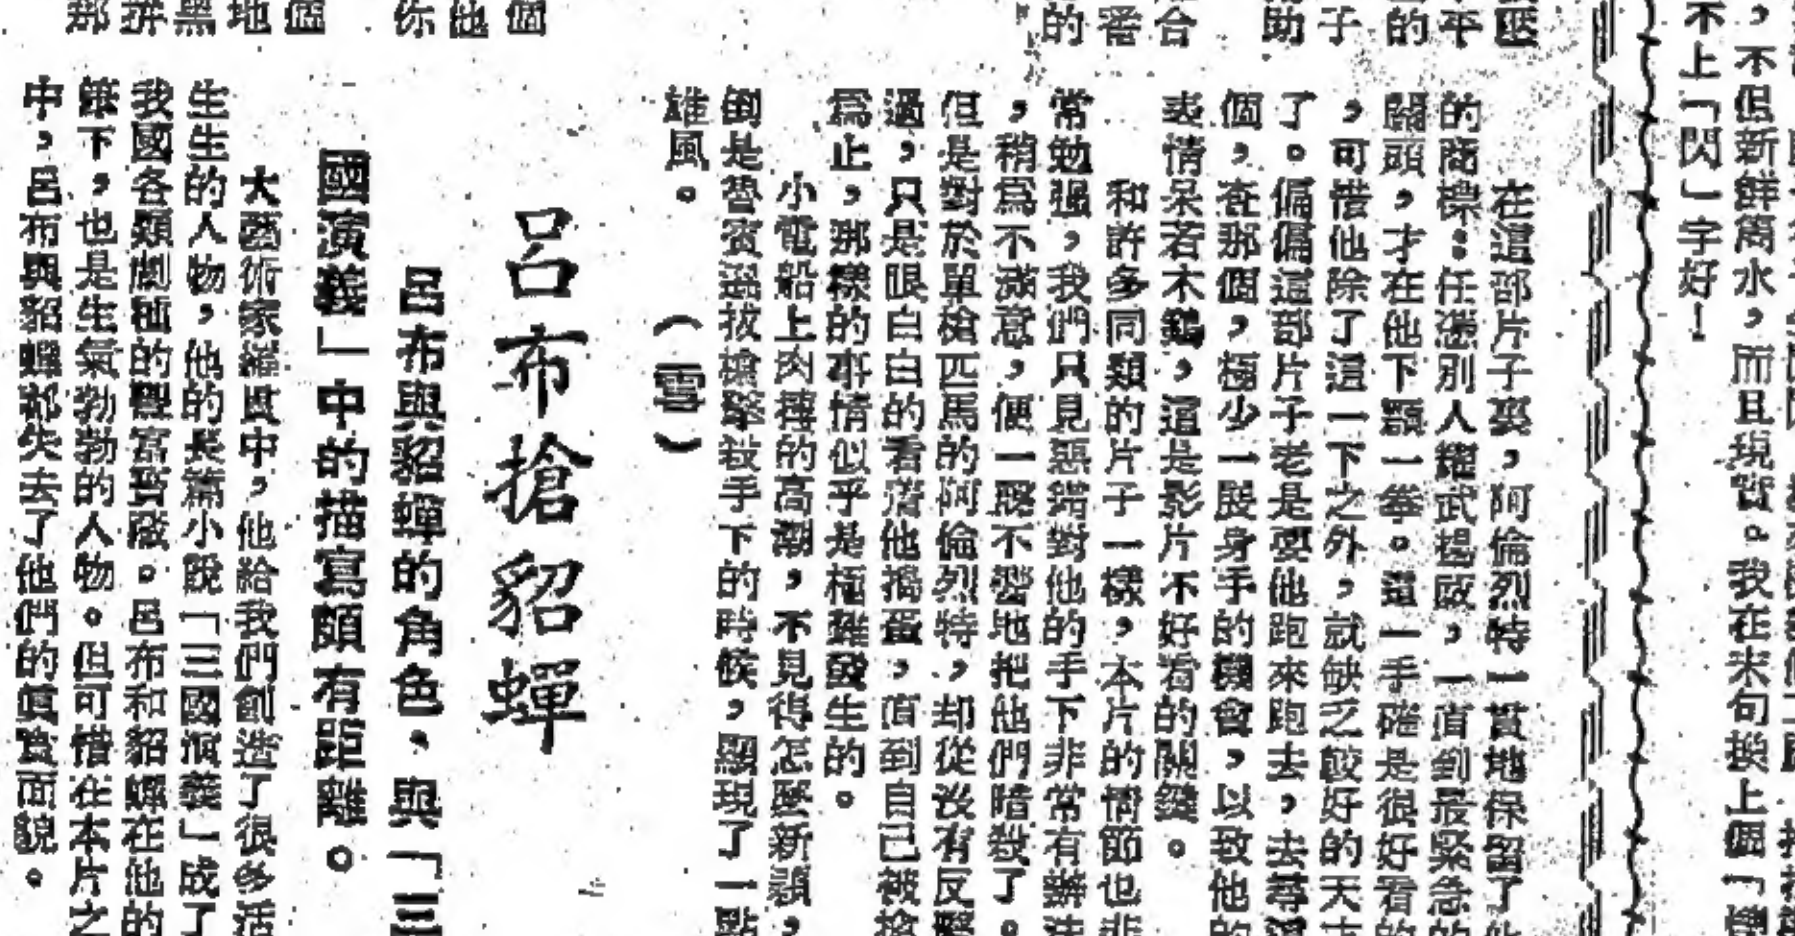 ，不但新鮮簡水，而且現實。我在末句換上個「
不上「閃」字好！
在這部片子裏，阿倫烈特一貫地保留了他
的商標：任憑別人耀武揚威，一直到最緊急的
關頭，才在他下頦一拳。這一手確是很好看的
，可惜他除了這一下之外，就缺乏較好的天才
了。偏偏這部片子老是要他跑來跑去，去尋
個，查那個，極少一展身手的機會，以致他的
表情呆若木鷄，這是影片不好看的關鍵。
和許多同類的片子一樣，本片的情節也非
常勉强，我們只見惡鍺對他的手下非常有辦法
，稍爲不滿意，便一聲不響地把他們暗殺了。
但是對於單槍匹馬的阿倫烈特，却從沒有反擊
過，只是眼白白的看着他搗蛋，直到自己被槍
爲止，那樣的事情似乎是極難發生的。
小電船上肉搏的高潮，不見得怎麽新穎，
倒是魯賓遜拔槍擊殺手下的時候，顯現了一點
雄風。
（雪）
呂布搶貂蟬
呂布與貂蟬的角色，與「三
國演義」中的描寫頗有距離。
大藝術家羅貫中，他給我們創造了很多活
生生的人物，他的長篇小說「三國演義」成了
我國各類劇種的豐富寶藏。呂布和貂蟬在他的
筆下，也是生氣勃勃的人物。但可惜在本片之
中，呂布與貂蟬都失去了他們的眞實面貌。